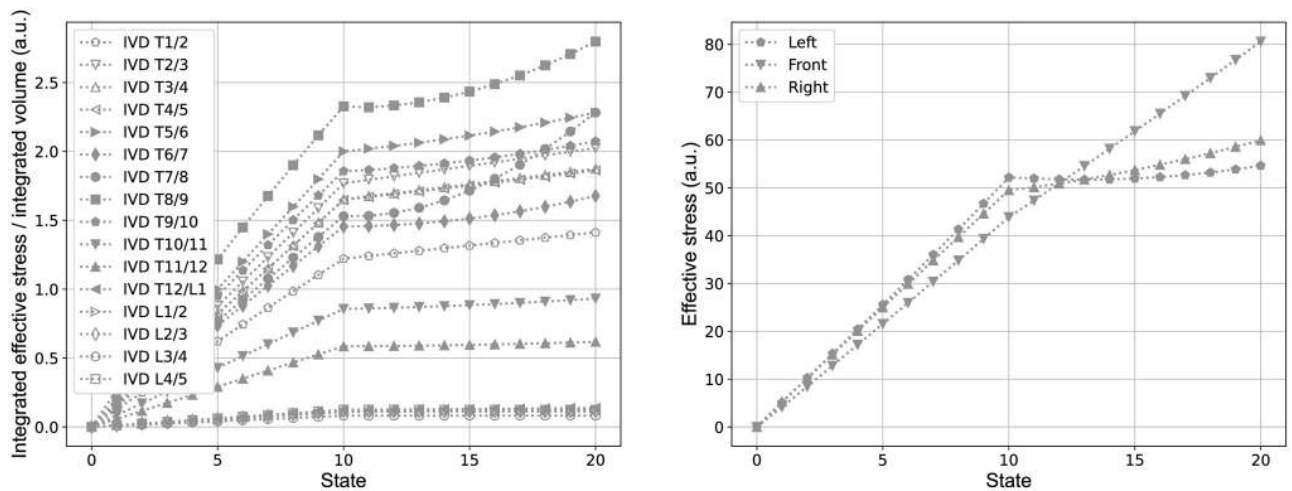 Integrated effective stress / integrated volume (a.u.)
2.5
2.0
1.5
1.0
0.5
0.0
IVD T1/2
IVD T2/3
IVD T3/4
IVD T4/5
IVD T5/6
IVD T6/7
IVD T7/8
IVD T8/9
IVD T9/10
IVD T10/11
IVD T11/12
IVD T12/L1
IVD L1/2
IVD L2/3
IVD L3/4
IVD L4/5
0 5 10 15 20
State
Effective stress (a.u.)
80
70
60
50
40
30
20
10
0
Left
Front
Right
0 5 10 15 20
State